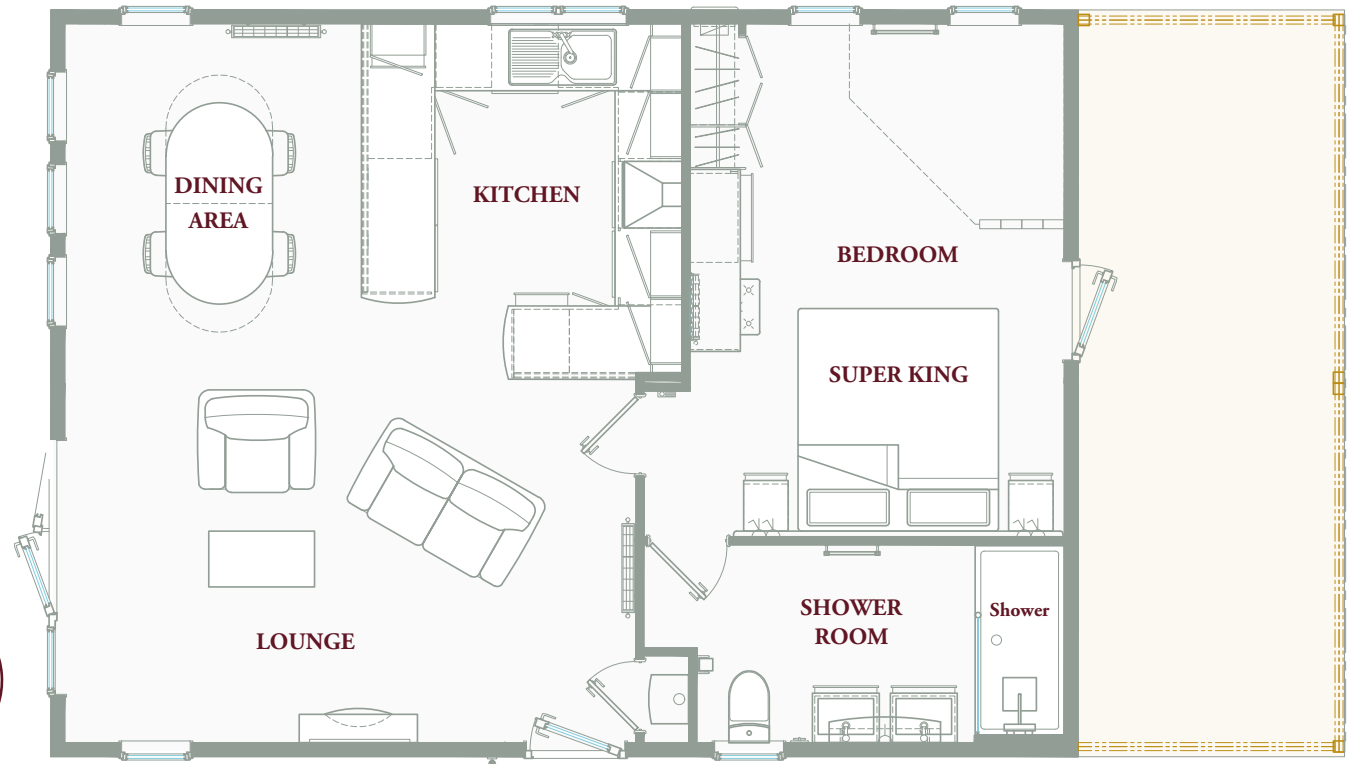 DINING
AREA
KITCHEN
BEDROOM
SUPER KING
LOUNGE
SHOWER
ROOM
Shower